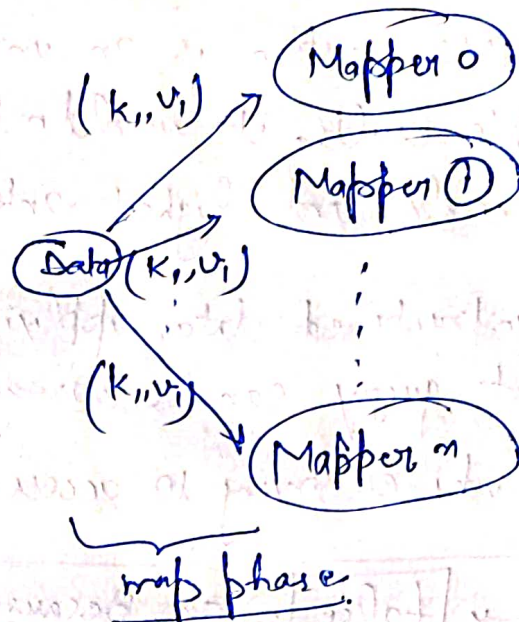 Mapper 0
(k₁, v₁)
Mapper 1
Data
(k₁, v₁)
(k₁, v₁)
Mapper n
map phase.